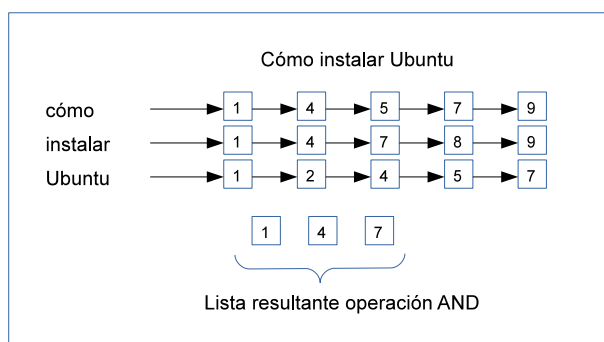 Cómo instalar Ubuntu
cómo 1 4 5 7 9
instalar 1 4 7 8 9
Ubuntu 1 2 4 5 7
1 4 7
Lista resultante operación AND